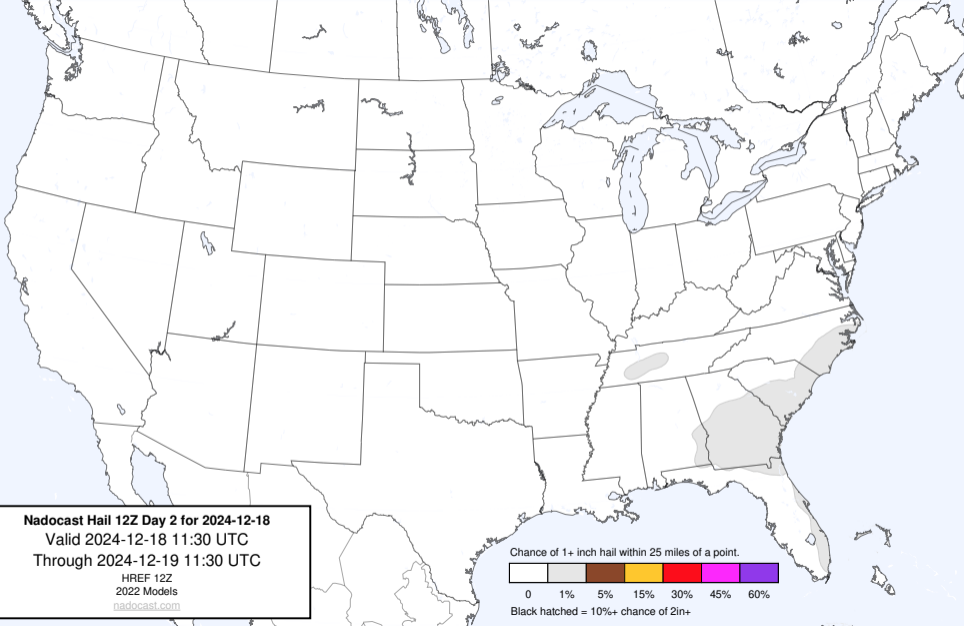 Nadocast Hail 12Z Day 2 for 2024-12-18
Valid 2024-12-18 11:30 UTC
Through 2024-12-19 11:30 UTC
HREF 12Z
2022 Models
nadocast.com
Chance of 1+ inch hail within 25 miles of a point.
0 1% 5% 15% 30% 45% 60%
Black hatched = 10%+ chance of 2in+